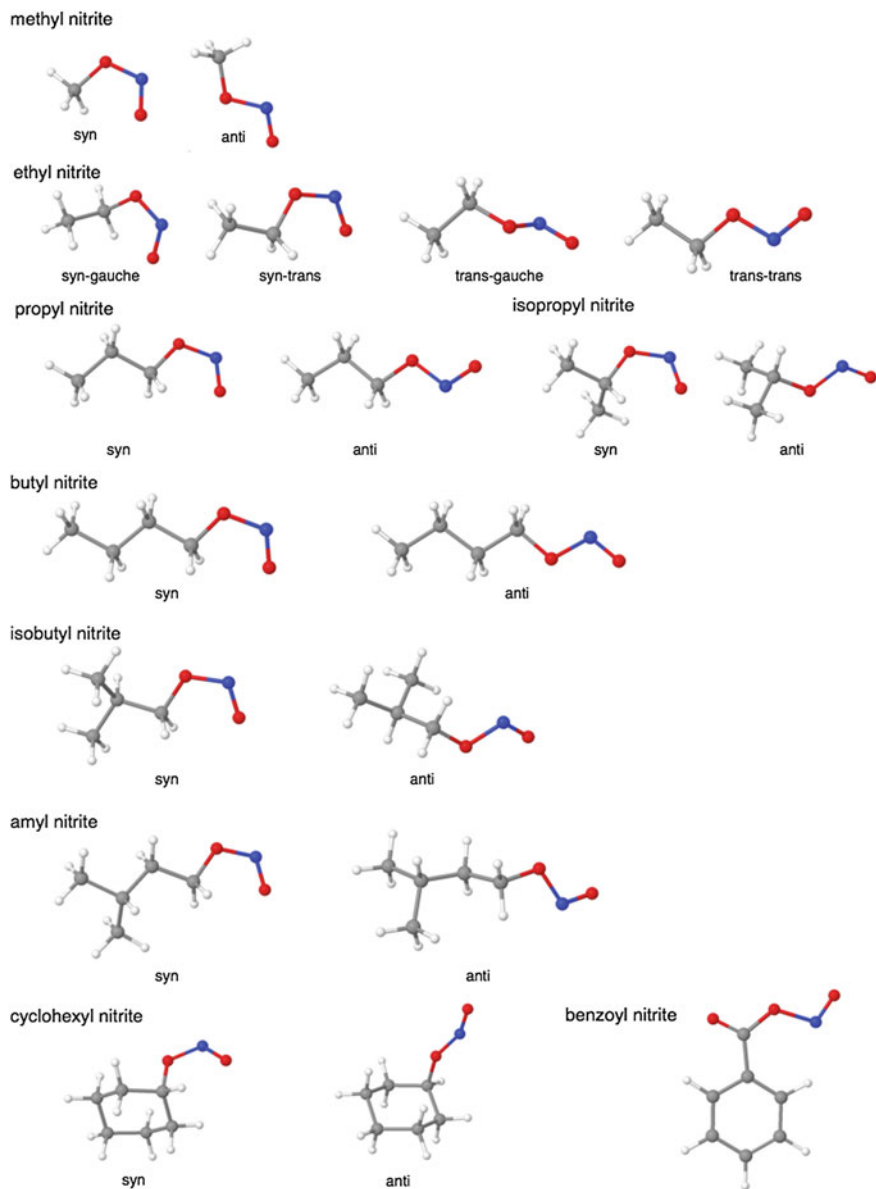 methyl nitrite
syn anti
ethyl nitrite
syn-gauche syn-trans trans-gauche trans-trans
propyl nitrite isopropyl nitrite
syn anti syn anti
butyl nitrite
syn anti
isobutyl nitrite
syn anti
amyl nitrite
syn anti
cyclohexyl nitrite benzoyl nitrite
syn anti